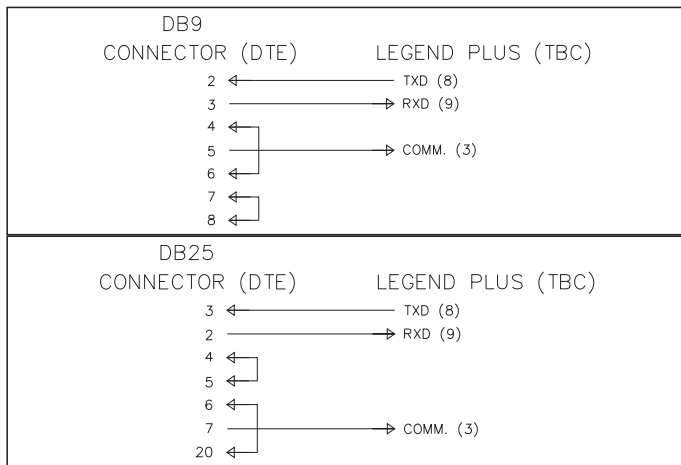 DB9
CONNECTOR (DTE) LEGEND PLUS (TBC)
2 TXD (8)
3 RXD (9)
4
5 COMM. (3)
6
7
8
DB25
CONNECTOR (DTE) LEGEND PLUS (TBC)
3 TXD (8)
2 RXD (9)
4
5
6
7 COMM. (3)
20